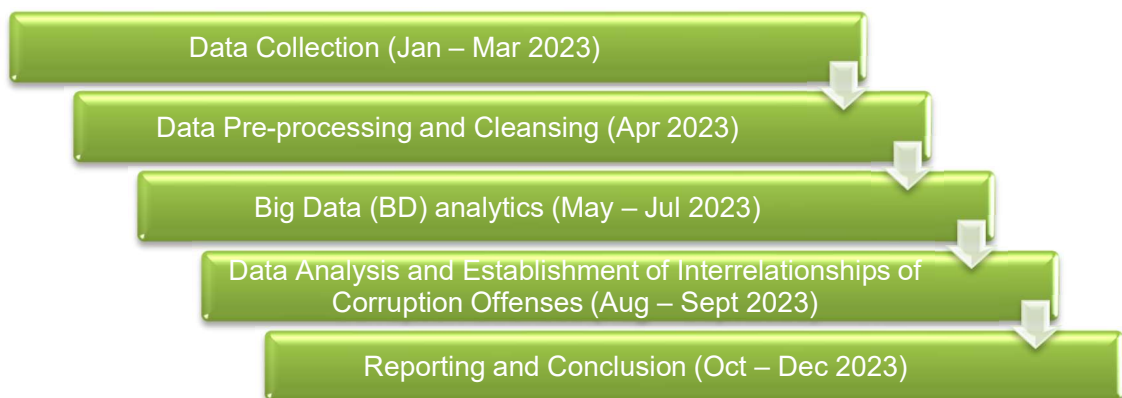 Data Collection (Jan – Mar 2023)
Data Pre-processing and Cleansing (Apr 2023)
Big Data (BD) analytics (May – Jul 2023)
Data Analysis and Establishment of Interrelationships of
Corruption Offenses (Aug – Sept 2023)
Reporting and Conclusion (Oct – Dec 2023)